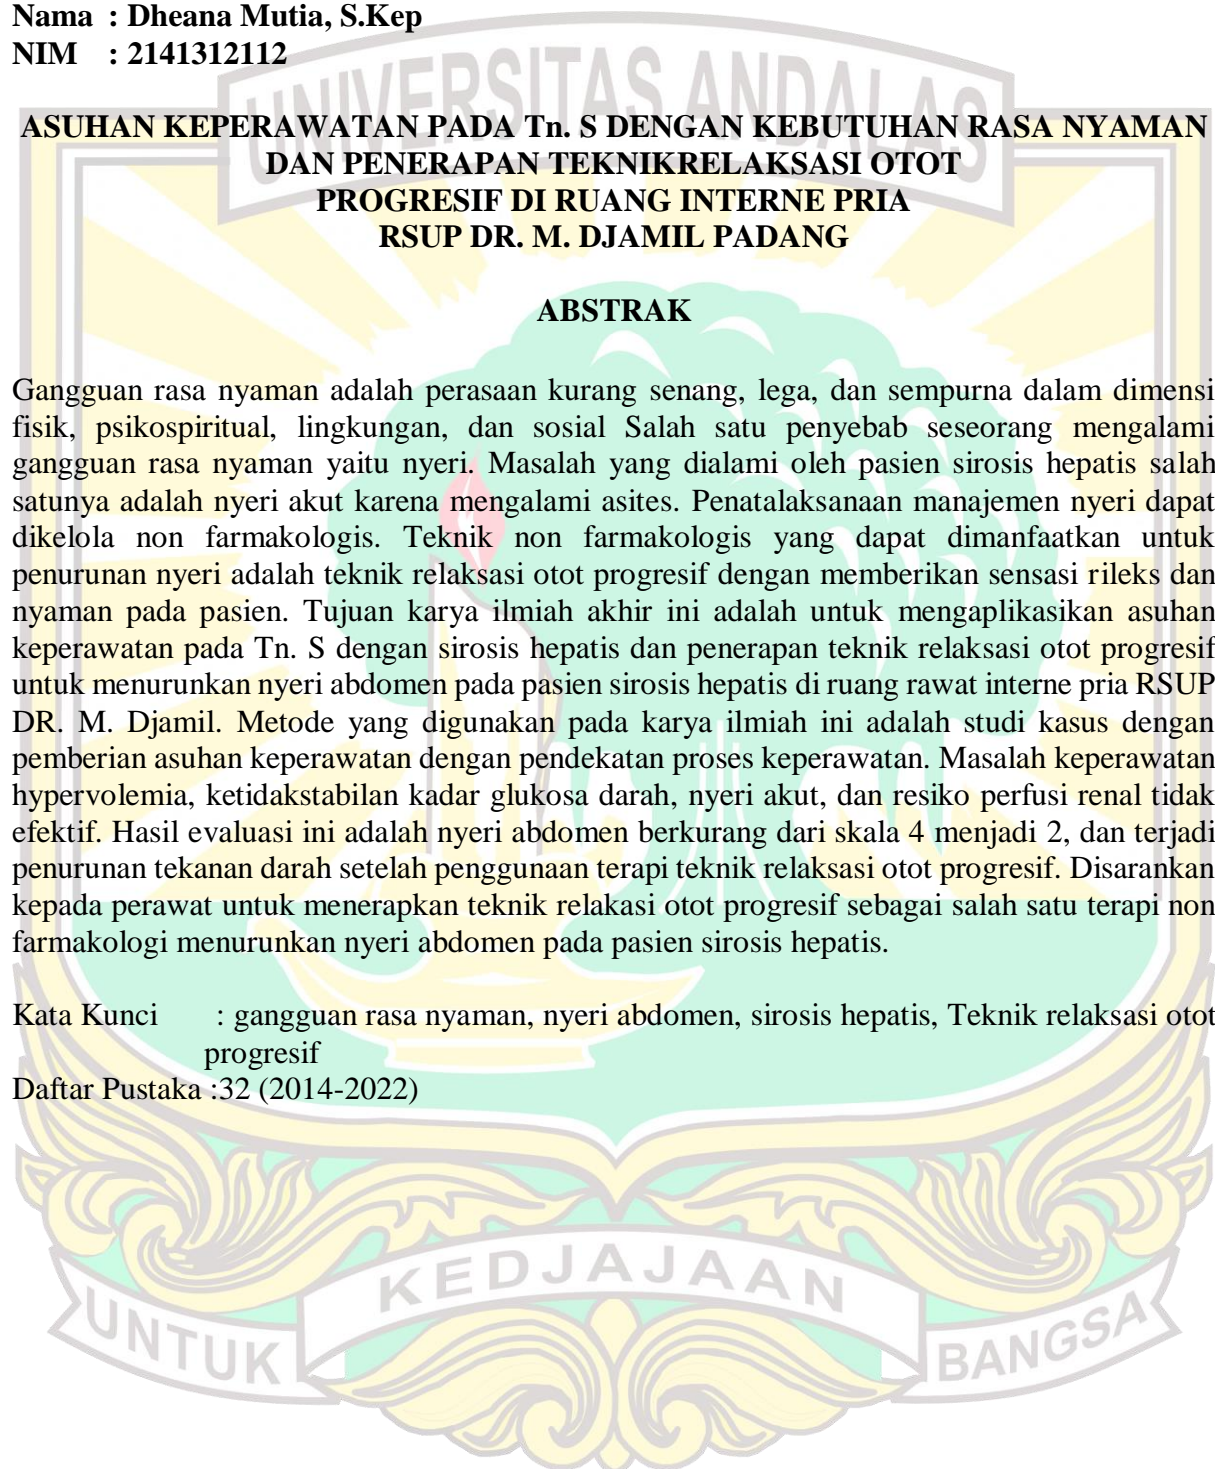 Nama : Dheana Mutia, S.Kep
NIM : 2141312112
UNIVERSITAS ANDALAS
ASUHAN KEPERAWATAN PADA Tn. S DENGAN KEBUTUHAN RASA NYAMAN
DAN PENERAPAN TEKNIKRELAKSASI OTOT
PROGRESIF DI RUANG INTERNE PRIA
RSUP DR. M. DJAMIL PADANG
ABSTRAK
Gangguan rasa nyaman adalah perasaan kurang senang, lega, dan sempurna dalam dimensi
fisik, psikospiritual, lingkungan, dan sosial Salah satu penyebab seseorang mengalami
gangguan rasa nyaman yaitu nyeri. Masalah yang dialami oleh pasien sirosis hepatis salah
satunya adalah nyeri akut karena mengalami asites. Penatalaksanaan manajemen nyeri dapat
dikelola non farmakologis. Teknik non farmakologis yang dapat dimanfaatkan untuk
penurunan nyeri adalah teknik relaksasi otot progresif dengan memberikan sensasi rileks dan
nyaman pada pasien. Tujuan karya ilmiah akhir ini adalah untuk mengaplikasikan asuhan
keperawatan pada Tn. S dengan sirosis hepatis dan penerapan teknik relaksasi otot progresif
untuk menurunkan nyeri abdomen pada pasien sirosis hepatis di ruang rawat interne pria RSUP
DR. M. Djamil. Metode yang digunakan pada karya ilmiah ini adalah studi kasus dengan
pemberian asuhan keperawatan dengan pendekatan proses keperawatan. Masalah keperawatan
hypervolemia, ketidakstabilan kadar glukosa darah, nyeri akut, dan resiko perfusi renal tidak
efektif. Hasil evaluasi ini adalah nyeri abdomen berkurang dari skala 4 menjadi 2, dan terjadi
penurunan tekanan darah setelah penggunaan terapi teknik relaksasi otot progresif. Disarankan
kepada perawat untuk menerapkan teknik relakasi otot progresif sebagai salah satu terapi non
farmakologi menurunkan nyeri abdomen pada pasien sirosis hepatis.
Kata Kunci : gangguan rasa nyaman, nyeri abdomen, sirosis hepatis, Teknik relaksasi otot
progresif
Daftar Pustaka :32 (2014-2022)
UNTUK KEDJAJAAN BANGSA